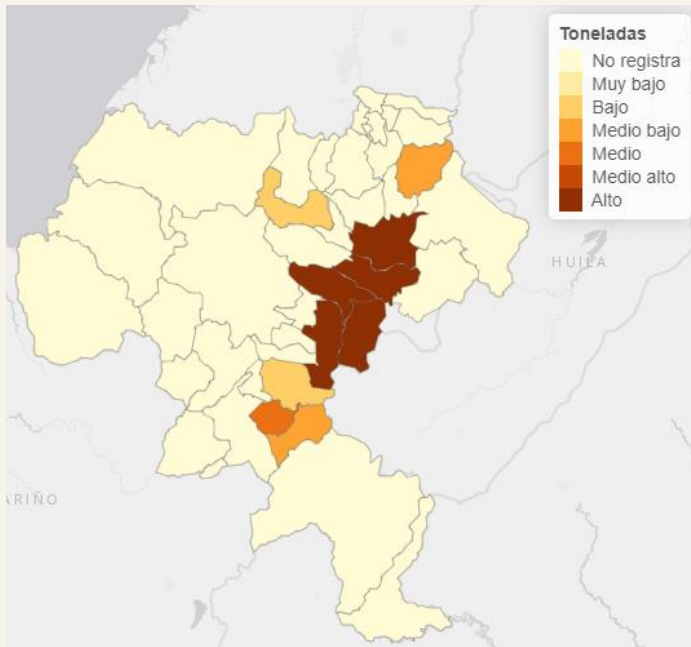 Toneladas
No registra
Muy bajo
Bajo
Medio bajo
Medio
Medio alto
Alto
HUILA
ARIÑO